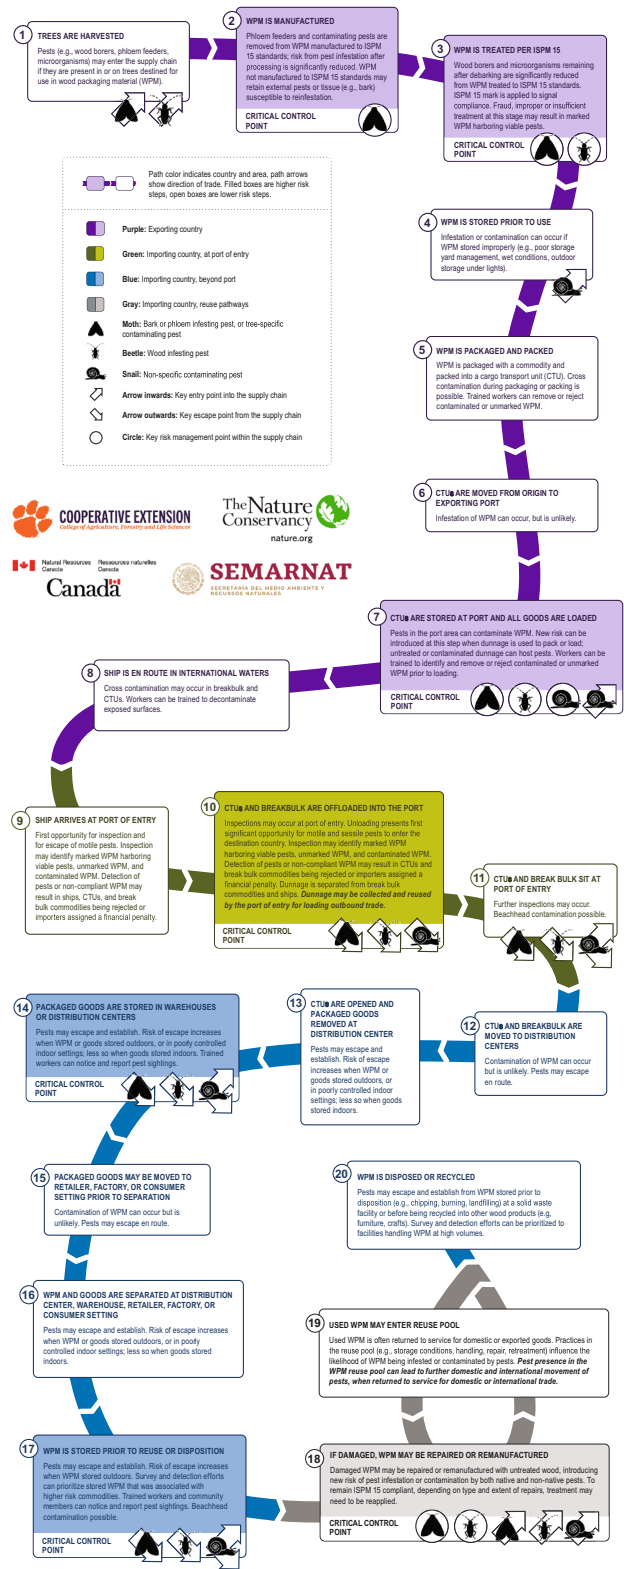 1
TREES ARE HARVESTED
Pests (e.g., wood borers, phloem feeders,
microorganisms) may enter the supply chain
if they are present in or on trees destined for
use in wood packaging material (WPM).
2
WPM IS MANUFACTURED
Phloem feeders and contaminating pests are
removed from WPM manufactured to ISPM
15 standards; risk from pest infestation after
processing is significantly reduced. WPM
not manufactured to ISPM 15 standards may
retain external pests or tissue (e.g., bark)
susceptible to reinfestation.
CRITICAL CONTROL
POINT
3
WPM IS TREATED PER ISPM 15
Wood borers and microorganisms remaining
after debarking are significantly reduced
from WPM treated to ISPM 15 standards.
ISPM 15 mark is applied to signal
compliance. Fraud, improper or insufficient
treatment at this stage may result in marked
WPM harboring viable pests.
CRITICAL CONTROL
POINT
Path color indicates country and area, path arrows
show direction of trade. Filled boxes are higher risk
steps, open boxes are lower risk steps.
Purple: Exporting country
Green: Importing country, at port of entry
Blue: Importing country, beyond port
Gray: Importing country, reuse pathways
Moth: Bark or phloem infesting pest, or tree-specific
contaminating pest
Beetle: Wood infesting pest
Snail: Non-specific contaminating pest
Arrow inwards: Key entry point into the supply chain
Arrow outwards: Key escape point from the supply chain
Circle: Key risk management point within the supply chain
4
WPM IS STORED PRIOR TO USE
Infestation or contamination can occur if
WPM stored improperly (e.g., poor storage
yard management, wet conditions, outdoor
storage under lights).
5
WPM IS PACKAGED AND PACKED
WPM is packaged with a commodity and
packed into a cargo transport unit (CTU). Cross
contamination during packaging or packing is
possible. Trained workers can remove or reject
contaminated or unmarked WPM.
6
CTUs ARE MOVED FROM ORIGIN TO
EXPORTING PORT
Infestation of WPM can occur, but is unlikely.
COOPERATIVE EXTENSION
College of Agriculture, Forestry and Life Sciences
The Nature
Conservancy
nature.org
Natural Resources Ressources naturelles
Canada Canada
Canada
SEMARNAT
SECRETARÍA DEL MEDIO AMBIENTE Y
RECURSOS NATURALES
7
CTUs ARE STORED AT PORT AND ALL GOODS ARE LOADED
Pests in the port area can contaminate WPM. New risk can be
introduced at this step when dunnage is used to pack or load;
untreated or contaminated dunnage can host pests. Workers can be
trained to identify and remove or reject contaminated or unmarked
WPM prior to loading.
CRITICAL CONTROL
POINT
8
SHIP IS EN ROUTE IN INTERNATIONAL WATERS
Cross contamination may occur in breakbulk and
CTUs. Workers can be trained to decontaminate
exposed surfaces.
9
SHIP ARRIVES AT PORT OF ENTRY
First opportunity for inspection and
for escape of motile pests. Inspection
may identify marked WPM harboring
viable pests, unmarked WPM, and
contaminated WPM. Detection of
pests or non-compliant WPM may
result in ships, CTUs, and break
bulk commodities being rejected or
importers assigned a financial penalty.
10
CTUs AND BREAKBULK ARE OFFLOADED INTO THE PORT
Inspections may occur at port of entry. Unloading presents first
significant opportunity for motile and sessile pests to enter the
destination country. Inspection may identify marked WPM
harboring viable pests, unmarked WPM, and contaminated WPM.
Detection of pests or non-compliant WPM may result in CTUs and
break bulk commodities being rejected or importers assigned a
financial penalty. Dunnage is separated from break bulk
commodities and ships. Dunnage may be collected and reused
by the port of entry for loading outbound trade.
CRITICAL CONTROL
POINT
11
CTUs AND BREAK BULK SIT AT
PORT OF ENTRY
Further inspections may occur.
Beachhead contamination possible.
12
CTUs AND BREAKBULK ARE
MOVED TO DISTRIBUTION
CENTERS
Contamination of WPM can occur
but is unlikely. Pests may escape
en route.
13
CTUs ARE OPENED AND
PACKAGED GOODS
REMOVED AT
DISTRIBUTION CENTER
Pests may escape and
establish. Risk of escape
increases when WPM or
goods stored outdoors, or
in poorly controlled indoor
settings; less so when goods
stored indoors.
14
PACKAGED GOODS ARE STORED IN WAREHOUSES
OR DISTRIBUTION CENTERS
Pests may escape and establish. Risk of escape increases
when WPM or goods stored outdoors, or in poorly controlled
indoor settings; less so when goods stored indoors. Trained
workers can notice and report pest sightings.
CRITICAL CONTROL
POINT
15
PACKAGED GOODS MAY BE MOVED TO
RETAILER, FACTORY, OR CONSUMER
SETTING PRIOR TO SEPARATION
Contamination of WPM can occur but is
unlikely. Pests may escape en route.
16
WPM AND GOODS ARE SEPARATED AT DISTRIBUTION
CENTER, WAREHOUSE, RETAILER, FACTORY, OR
CONSUMER SETTING
Pests may escape and establish. Risk of escape increases
when WPM or goods stored outdoors, or in poorly
controlled indoor settings; less so when goods stored
indoors.
17
WPM IS STORED PRIOR TO REUSE OR DISPOSITION
Pests may escape and establish. Risk of escape increases
when WPM stored outdoors. Survey and detection efforts
can prioritize stored WPM that was associated with
higher risk commodities. Trained workers and community
members can notice and report pest sightings. Beachhead
contamination possible.
CRITICAL CONTROL
POINT
18
IF DAMAGED, WPM MAY BE REPAIRED OR REMANUFACTURED
Damaged WPM may be repaired or remanufactured with untreated wood, introducing
new risk of pest infestation or contamination by both native and non-native pests. To
remain ISPM 15 compliant, depending on type and extent of repairs, treatment may
need to be reapplied.
CRITICAL CONTROL
POINT
19
USED WPM MAY ENTER REUSE POOL
Used WPM is often returned to service for domestic or exported goods. Practices in
the reuse pool (e.g., storage conditions, handling, repair, retreatment) influence the
likelihood of WPM being infested or contaminated by pests. Pest presence in the
WPM reuse pool can lead to further domestic and international movement of
pests, when returned to service for domestic or international trade.
20
WPM IS DISPOSED OR RECYCLED
Pests may escape and establish from WPM stored prior to
disposition (e.g., chipping, burning, landfilling) at a solid waste
facility or before being recycled into other wood products (e.g,
furniture, crafts). Survey and detection efforts can be prioritized to
facilities handling WPM at high volumes.